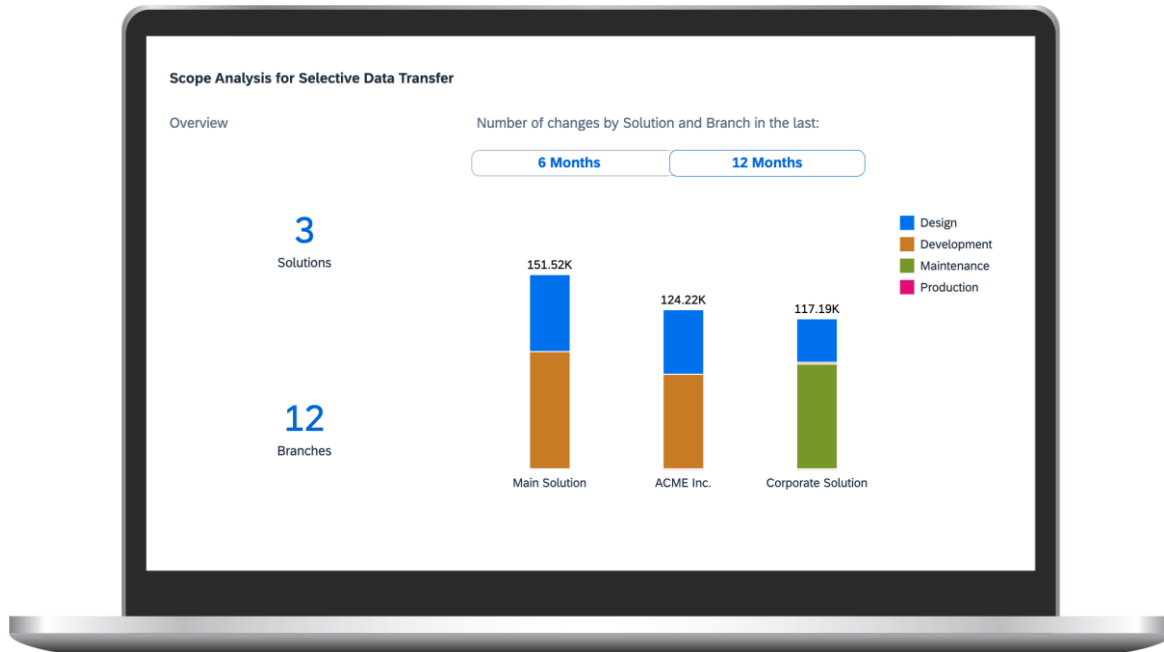 Scope Analysis for Selective Data Transfer
Overview
Number of changes by Solution and Branch in the last:
6 Months
12 Months
3
Solutions
12
Branches
151.52K
124.22K
117.19K
Main Solution
ACME Inc.
Corporate Solution
Design
Development
Maintenance
Production